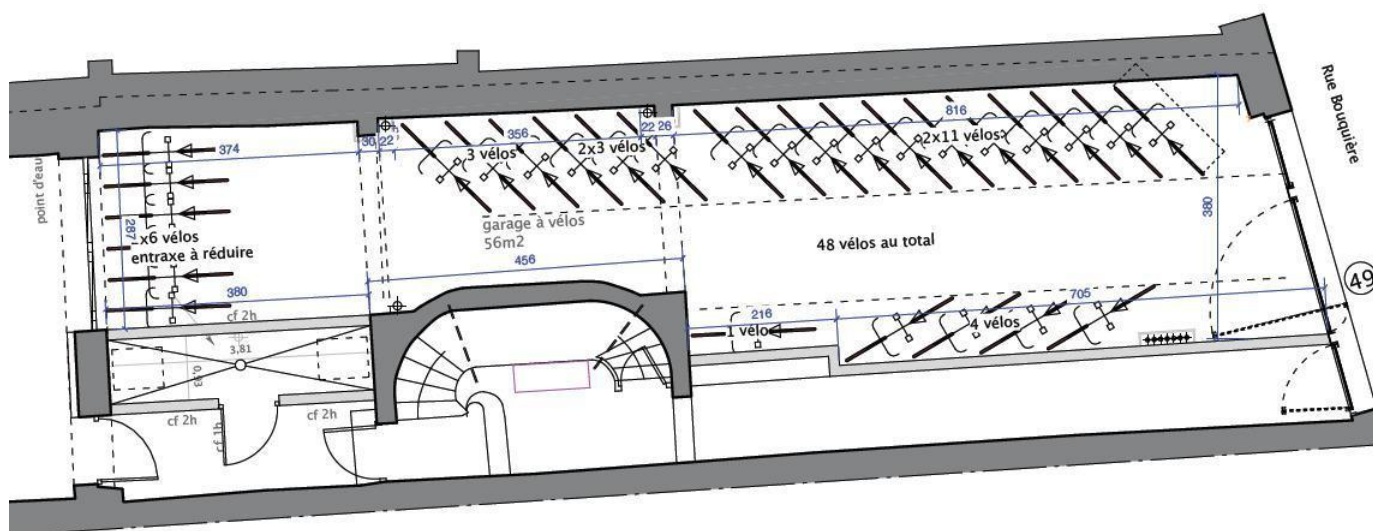 Rue Bouquière
816
356
22 26
30
22
374
3 vélos
2x3 vélos
2x11 vélos
point d'eau
287
380
garage à vélos
56m2
x6 vélos
entraxe à réduire
48 vélos au total
456
49
380
705
216
cf 2h
1 vélo
4 vélos
3,81
cf 2h
cf 1h
cf 2h